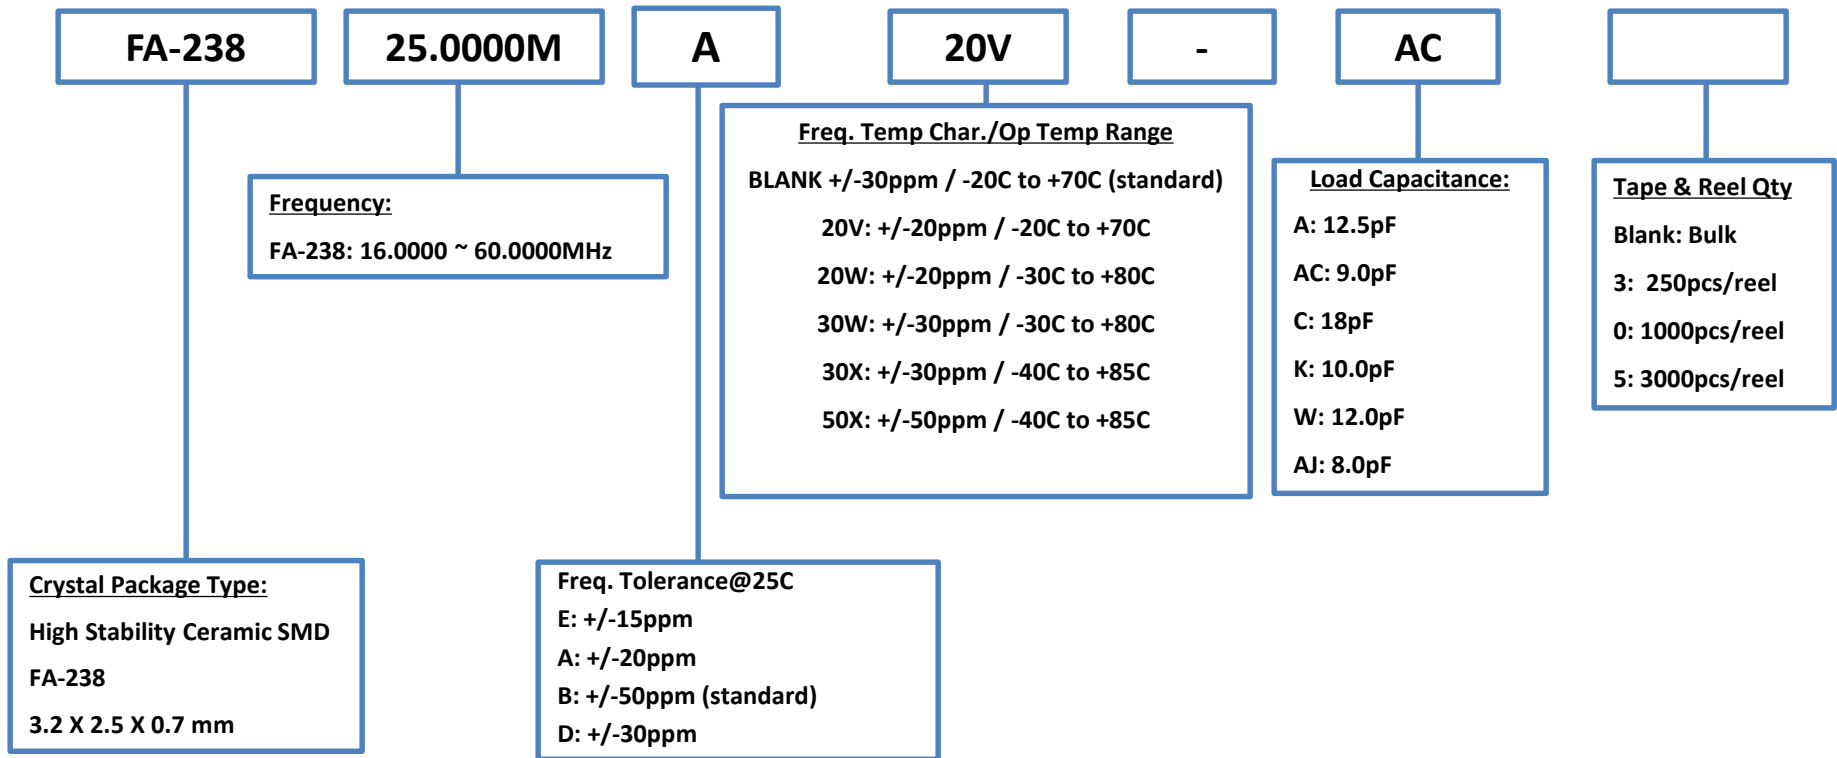 FA-238
25.0000M
A
20V
-
AC
Freq. Temp Char./Op Temp Range
BLANK +/-30ppm / -20C to +70C (standard)
20V: +/-20ppm / -20C to +70C
20W: +/-20ppm / -30C to +80C
30W: +/-30ppm / -30C to +80C
30X: +/-30ppm / -40C to +85C
50X: +/-50ppm / -40C to +85C
Load Capacitance:
A: 12.5pF
AC: 9.0pF
C: 18pF
K: 10.0pF
W: 12.0pF
AJ: 8.0pF
Tape & Reel Qty
Blank: Bulk
3:  250pcs/reel
0: 1000pcs/reel
5: 3000pcs/reel
Frequency:
FA-238: 16.0000 ~ 60.0000MHz
Crystal Package Type:
High Stability Ceramic SMD
FA-238
3.2 X 2.5 X 0.7 mm
Freq. Tolerance@25C
E: +/-15ppm
A: +/-20ppm
B: +/-50ppm (standard)
D: +/-30ppm